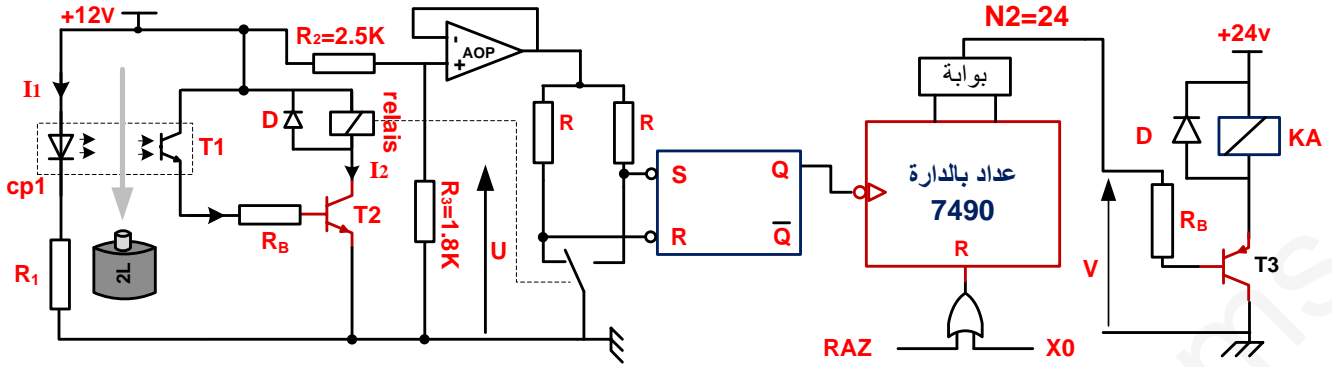 +12V
R2=2.5K
-
+
AOP
N2=24
+24v
بوابة
I1
D
relais
R
R
T1
D
KA
cp1
I2
S
Q
عداد بالدارة
7490
T2
R3=1.8K
U
RB
R
Q
RB
R1
2L
R
V
T3
RAZ
X0